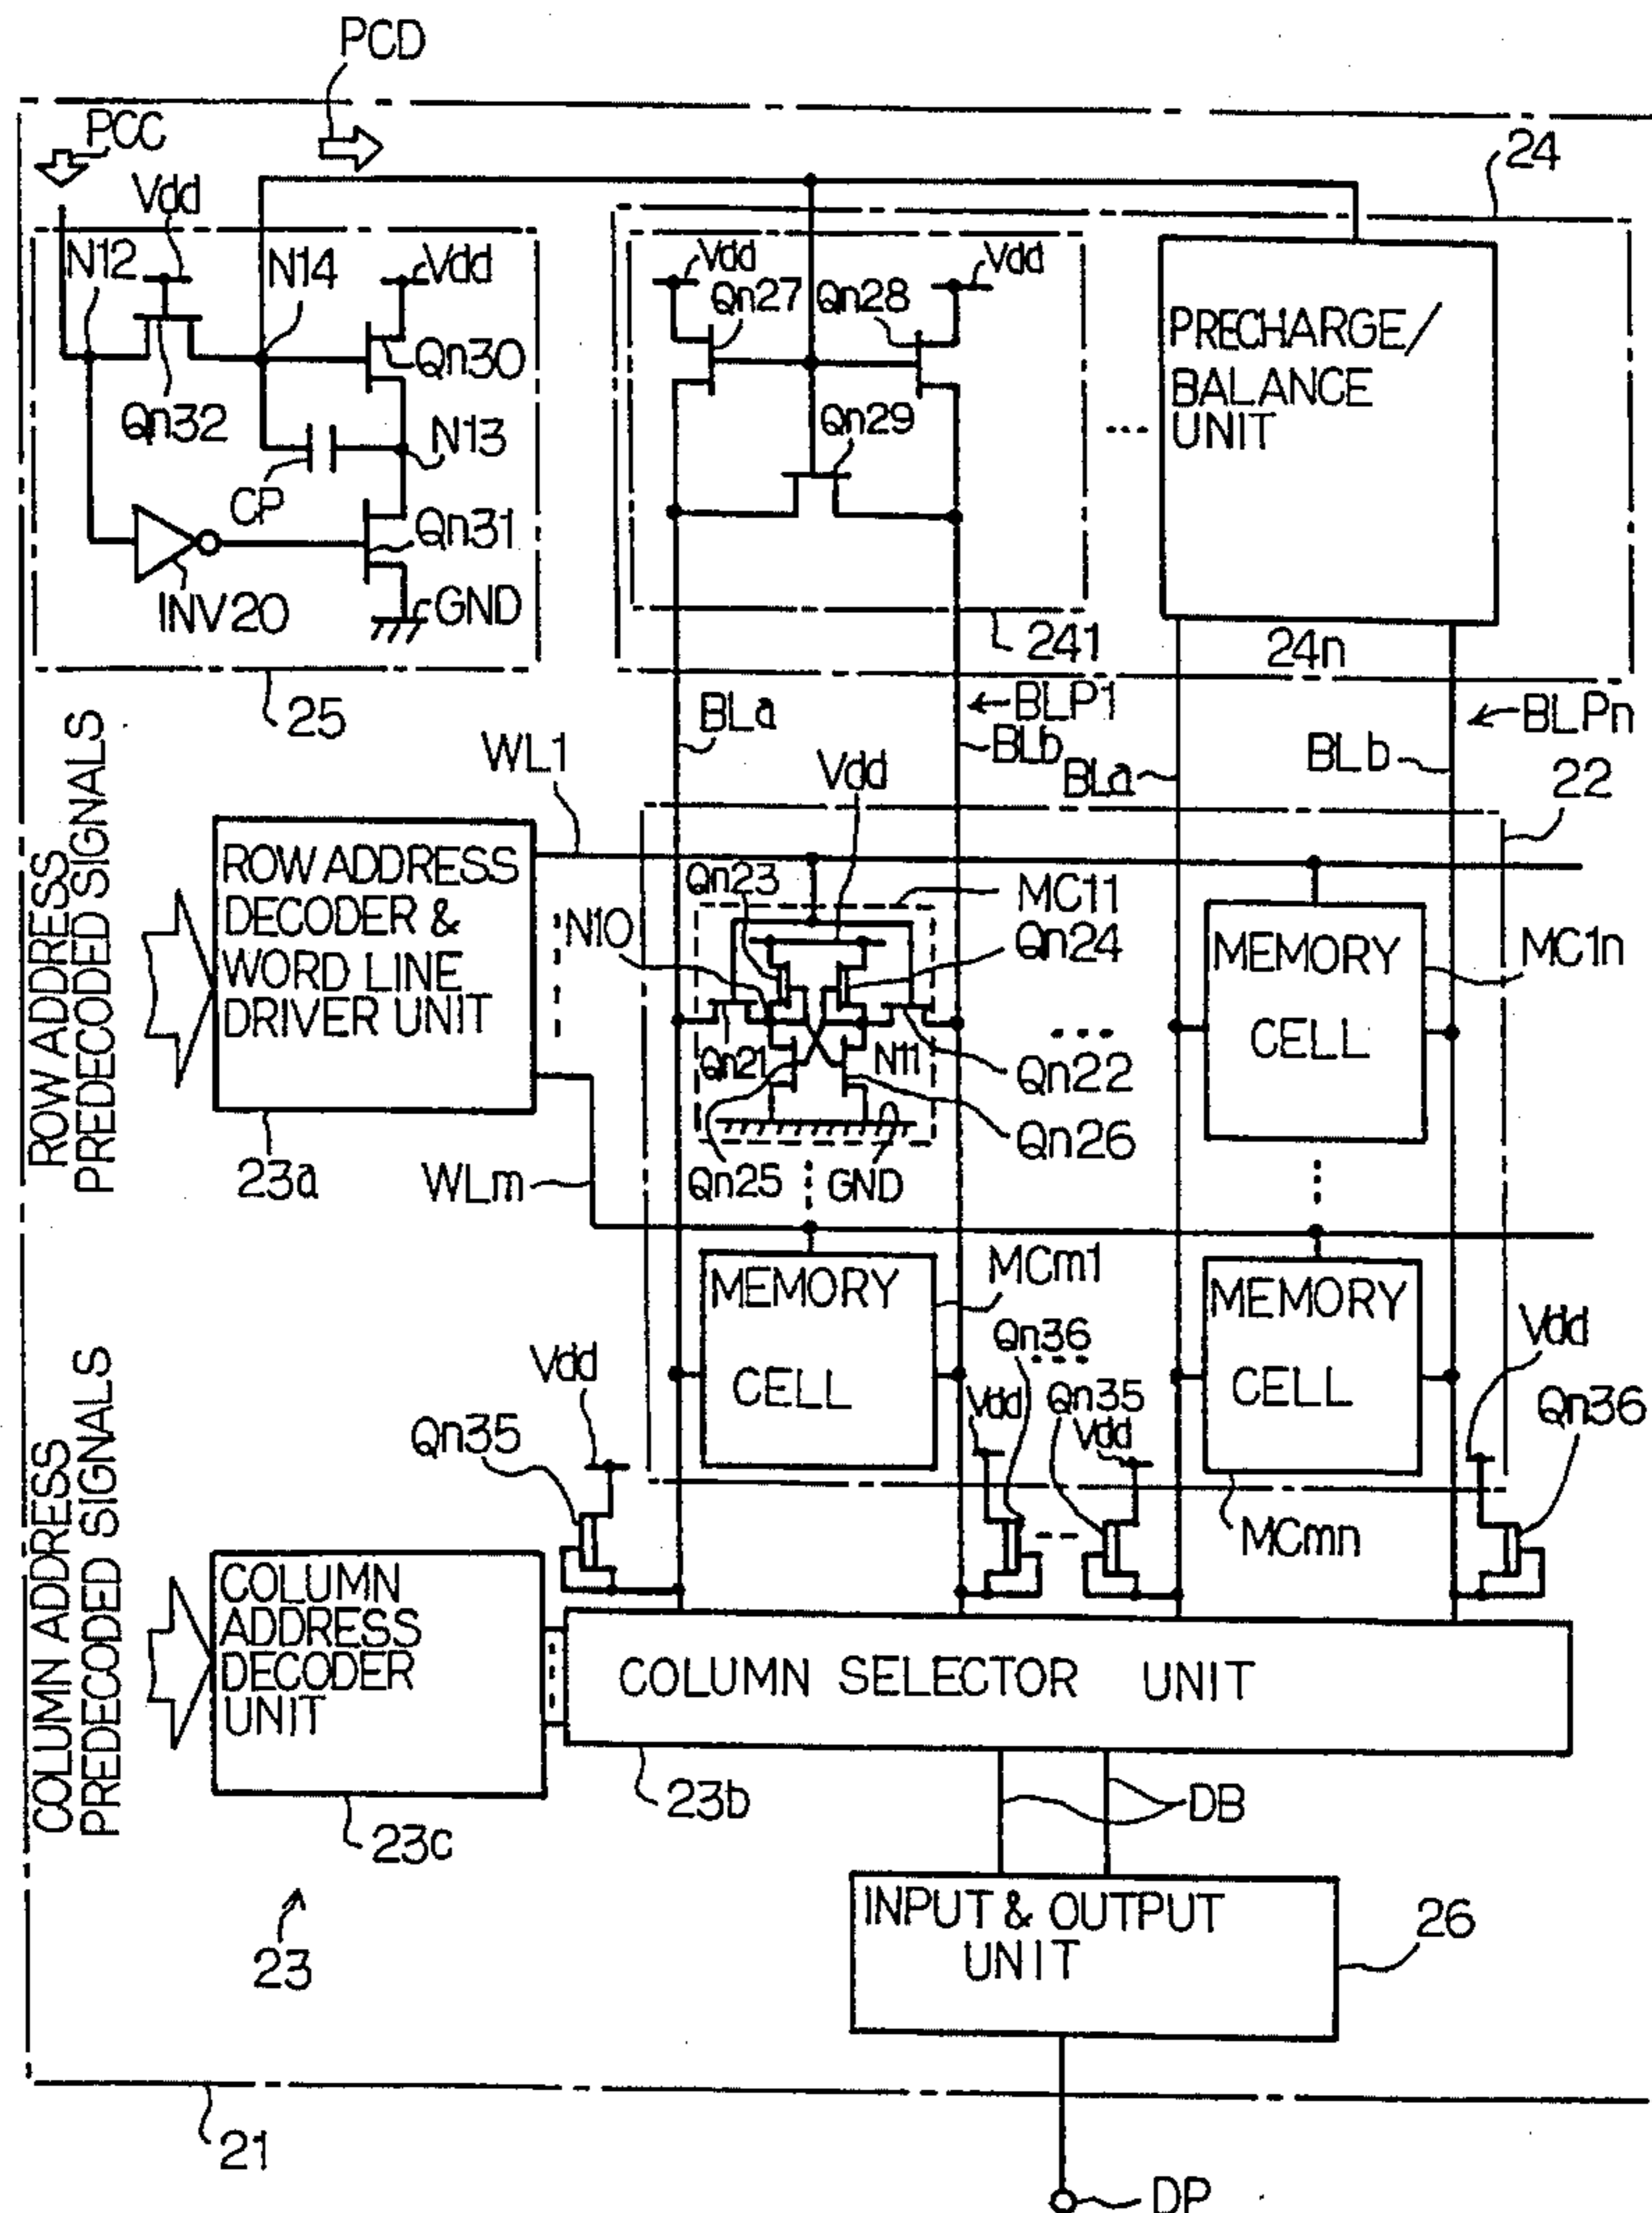 PCD
PCC
24
Vdd
N12
N14
Vdd
Qn30
Qn32
N13
CP
Qn31
INV20
GND
25
Vdd
Qn27
Qn28
Vdd
Qn29
...
PRECHARGE/
BALANCE
UNIT
241
24n
BLa
BLP1
BLb
BLa
BLb
BLPn
22
ROW ADDRESS
PREDECODED SIGNALS
WL1
Vdd
ROW ADDRESS
DECODER &
WORD LINE
DRIVER UNIT
23a
N10
Qn23
MC11
Qn24
Qn21
N11
Qn22
Qn25
GND
Qn26
MEMORY
CELL
MC1n
WLm
MEMORY
CELL
MCm1
MEMORY
CELL
MCmn
Vdd
Qn35
Qn36
Vdd
Qn35
Vdd
Vdd
Qn36
COLUMN ADDRESS
PREDECODED SIGNALS
COLUMN
ADDRESS
DECODER
UNIT
23c
COLUMN SELECTOR UNIT
23b
DB
23
INPUT & OUTPUT
UNIT
26
21
DP